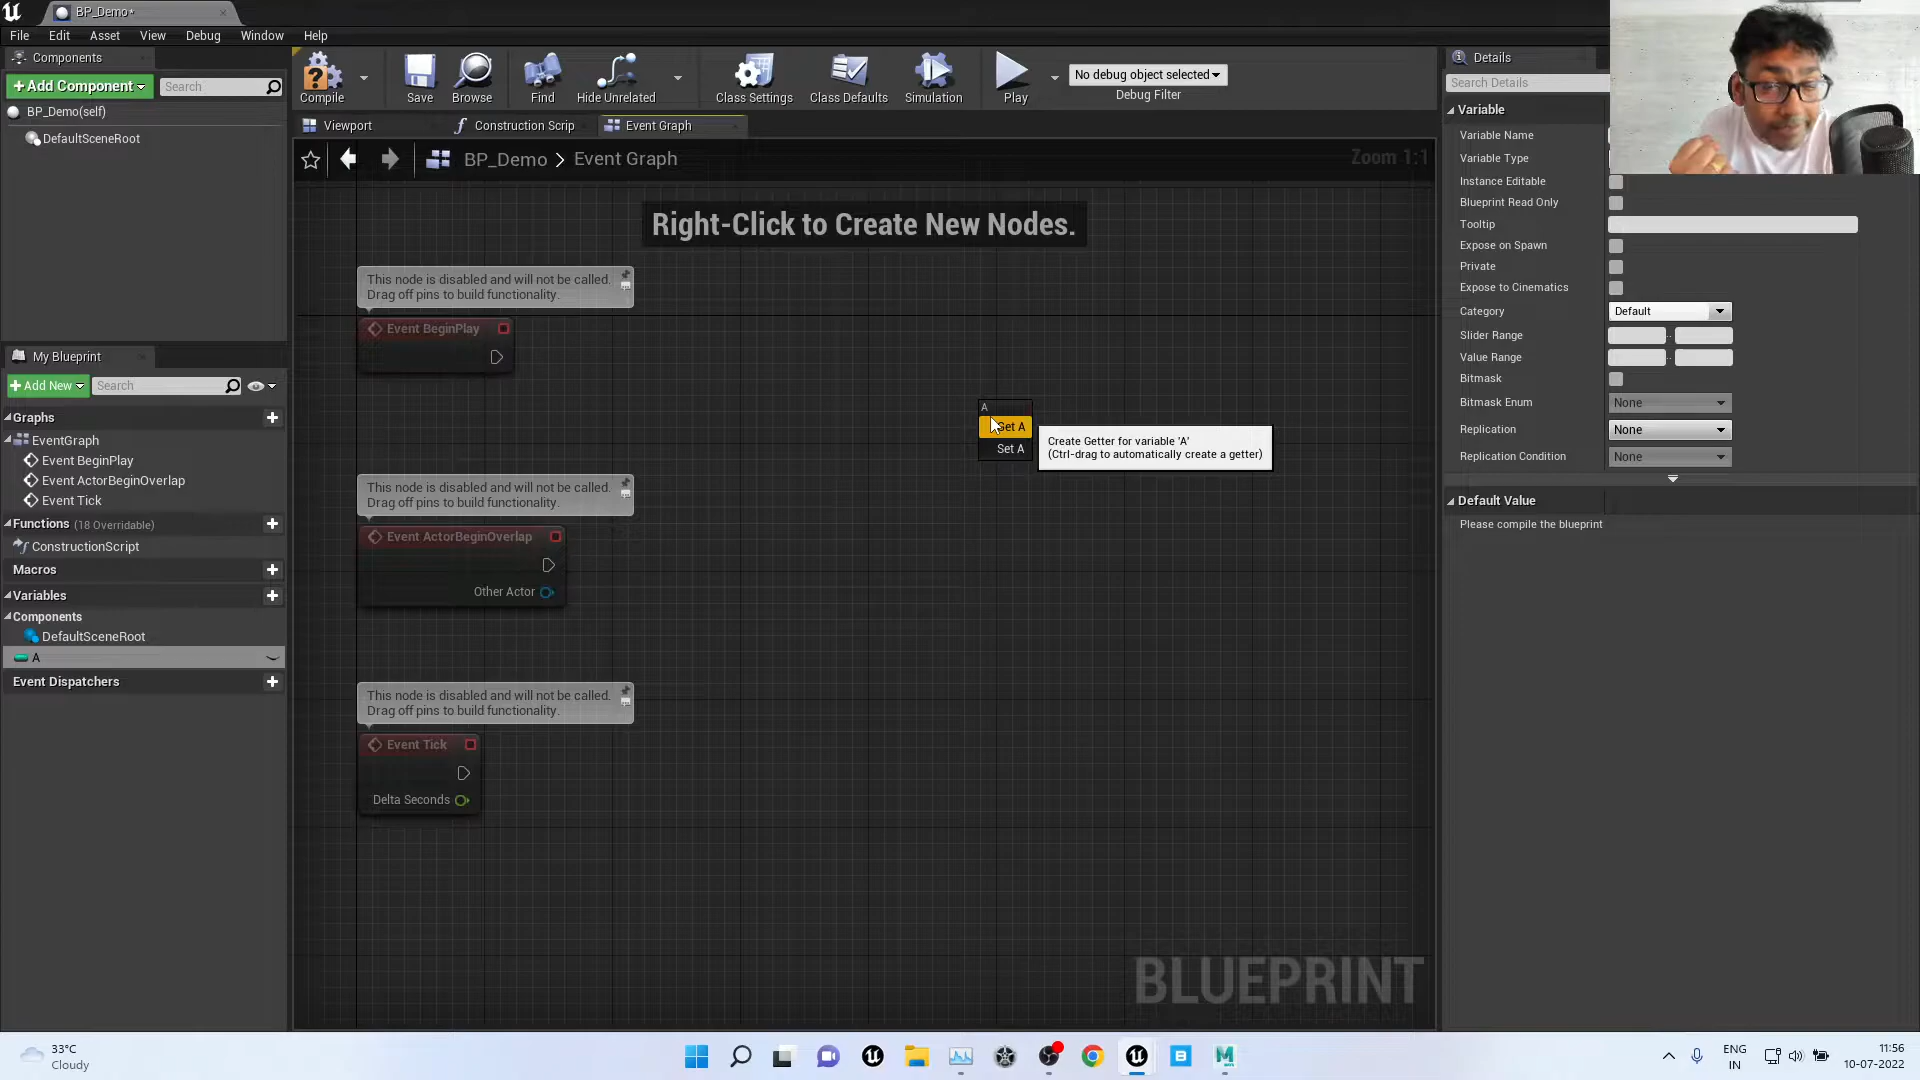 BP_Demo*
File Edit Asset View Debug Window Help
Components
+Add Component Search
BP_Demo(self)
DefaultSceneRoot
My Blueprint
+Add New Search
Graphs
EventGraph
Event BeginPlay
Event ActorBeginOverlap
Event Tick
Functions (18 Overridable)
ConstructionScript
Macros
Variables
Components
DefaultSceneRoot
A
Event Dispatchers
Compile Save Browse Find Hide Unrelated Class Settings Class Defaults Simulation Play
No debug object selected
Debug Filter
Viewport Construction Scrip Event Graph
BP_Demo > Event Graph
Zoom 1:1
Right-Click to Create New Nodes.
This node is disabled and will not be called.
Drag off pins to build functionality.
Event BeginPlay
This node is disabled and will not be called.
Drag off pins to build functionality.
Event ActorBeginOverlap
Other Actor
This node is disabled and will not be called.
Drag off pins to build functionality.
Event Tick
Delta Seconds
A
Get A
Set A
Create Getter for variable 'A'
(Ctrl-drag to automatically create a getter)
BLUEPRINT
Details
Search Details
Variable
Variable Name
Variable Type
Instance Editable
Blueprint Read Only
Tooltip
Expose on Spawn
Private
Expose to Cinematics
Category Default
Slider Range
Value Range
Bitmask
Bitmask Enum None
Replication None
Replication Condition None
Default Value
Please compile the blueprint
33°C
Cloudy
ENG
IN
11:56
10-07-2022